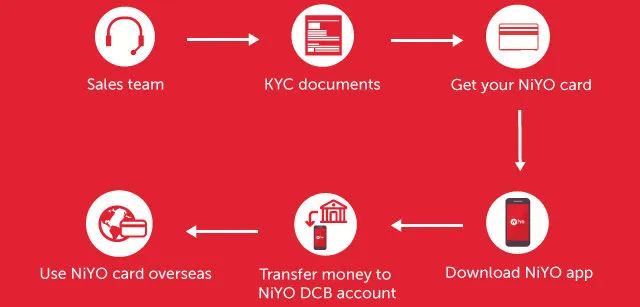 Sales team
KYC documents
Get your NiYO card
Download NiYO app
Transfer money to
NiYO DCB account
Use NiYO card overseas